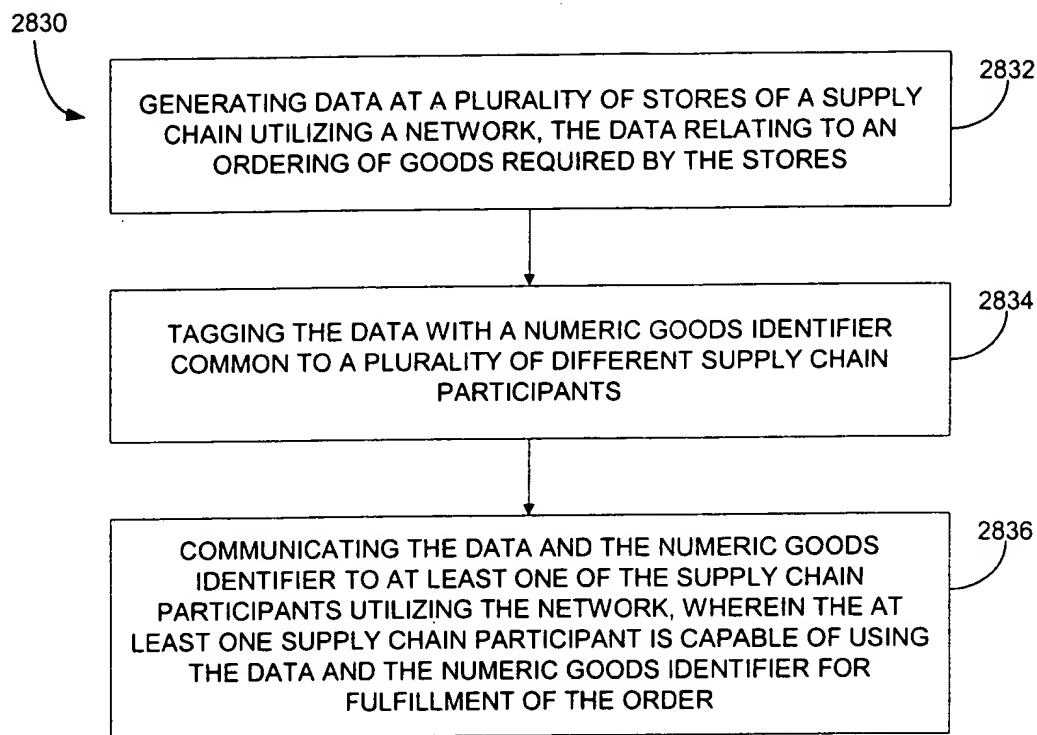 2830
2832
GENERATING DATA AT A PLURALITY OF STORES OF A SUPPLY
CHAIN UTILIZING A NETWORK, THE DATA RELATING TO AN
ORDERING OF GOODS REQUIRED BY THE STORES
2834
TAGGING THE DATA WITH A NUMERIC GOODS IDENTIFIER
COMMON TO A PLURALITY OF DIFFERENT SUPPLY CHAIN
PARTICIPANTS
2836
COMMUNICATING THE DATA AND THE NUMERIC GOODS
IDENTIFIER TO AT LEAST ONE OF THE SUPPLY CHAIN
PARTICIPANTS UTILIZING THE NETWORK, WHEREIN THE AT
LEAST ONE SUPPLY CHAIN PARTICIPANT IS CAPABLE OF USING
THE DATA AND THE NUMERIC GOODS IDENTIFIER FOR
FULFILLMENT OF THE ORDER